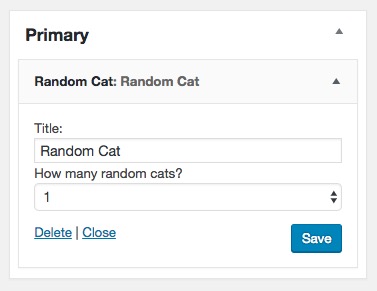 Primary
Random Cat: Random Cat
Title:
Random Cat
How many random cats?
1
Delete | Close
Save